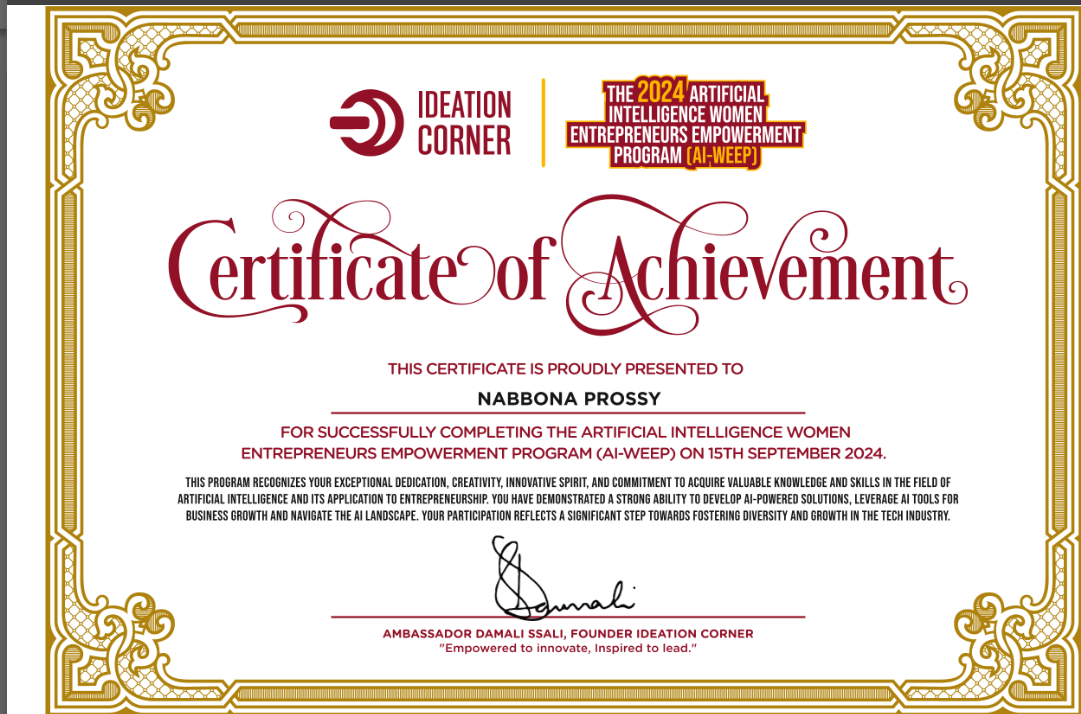 IDEATION
CORNER
THE 2024 ARTIFICIAL
INTELLIGENCE WOMEN
ENTREPRENEURS EMPOWERMENT
PROGRAM (AI-WEEP)
Certificate of Achievement
THIS CERTIFICATE IS PROUDLY PRESENTED TO
NABBONA PROSSY
FOR SUCCESSFULLY COMPLETING THE ARTIFICIAL INTELLIGENCE WOMEN
ENTREPRENEURS EMPOWERMENT PROGRAM (AI-WEEP) ON 15TH SEPTEMBER 2024.
THIS PROGRAM RECOGNIZES YOUR EXCEPTIONAL DEDICATION, CREATIVITY, INNOVATIVE SPIRIT, AND COMMITMENT TO ACQUIRE VALUABLE KNOWLEDGE AND SKILLS IN THE FIELD OF
ARTIFICIAL INTELLIGENCE AND ITS APPLICATION TO ENTREPRENEURSHIP. YOU HAVE DEMONSTRATED A STRONG ABILITY TO DEVELOP AI-POWERED SOLUTIONS, LEVERAGE AI TOOLS FOR
BUSINESS GROWTH AND NAVIGATE THE AI LANDSCAPE. YOUR PARTICIPATION REFLECTS A SIGNIFICANT STEP TOWARDS FOSTERING DIVERSITY AND GROWTH IN THE TECH INDUSTRY.
AMBASSADOR DAMALI SSALI, FOUNDER IDEATION CORNER
"Empowered to innovate, Inspired to lead."